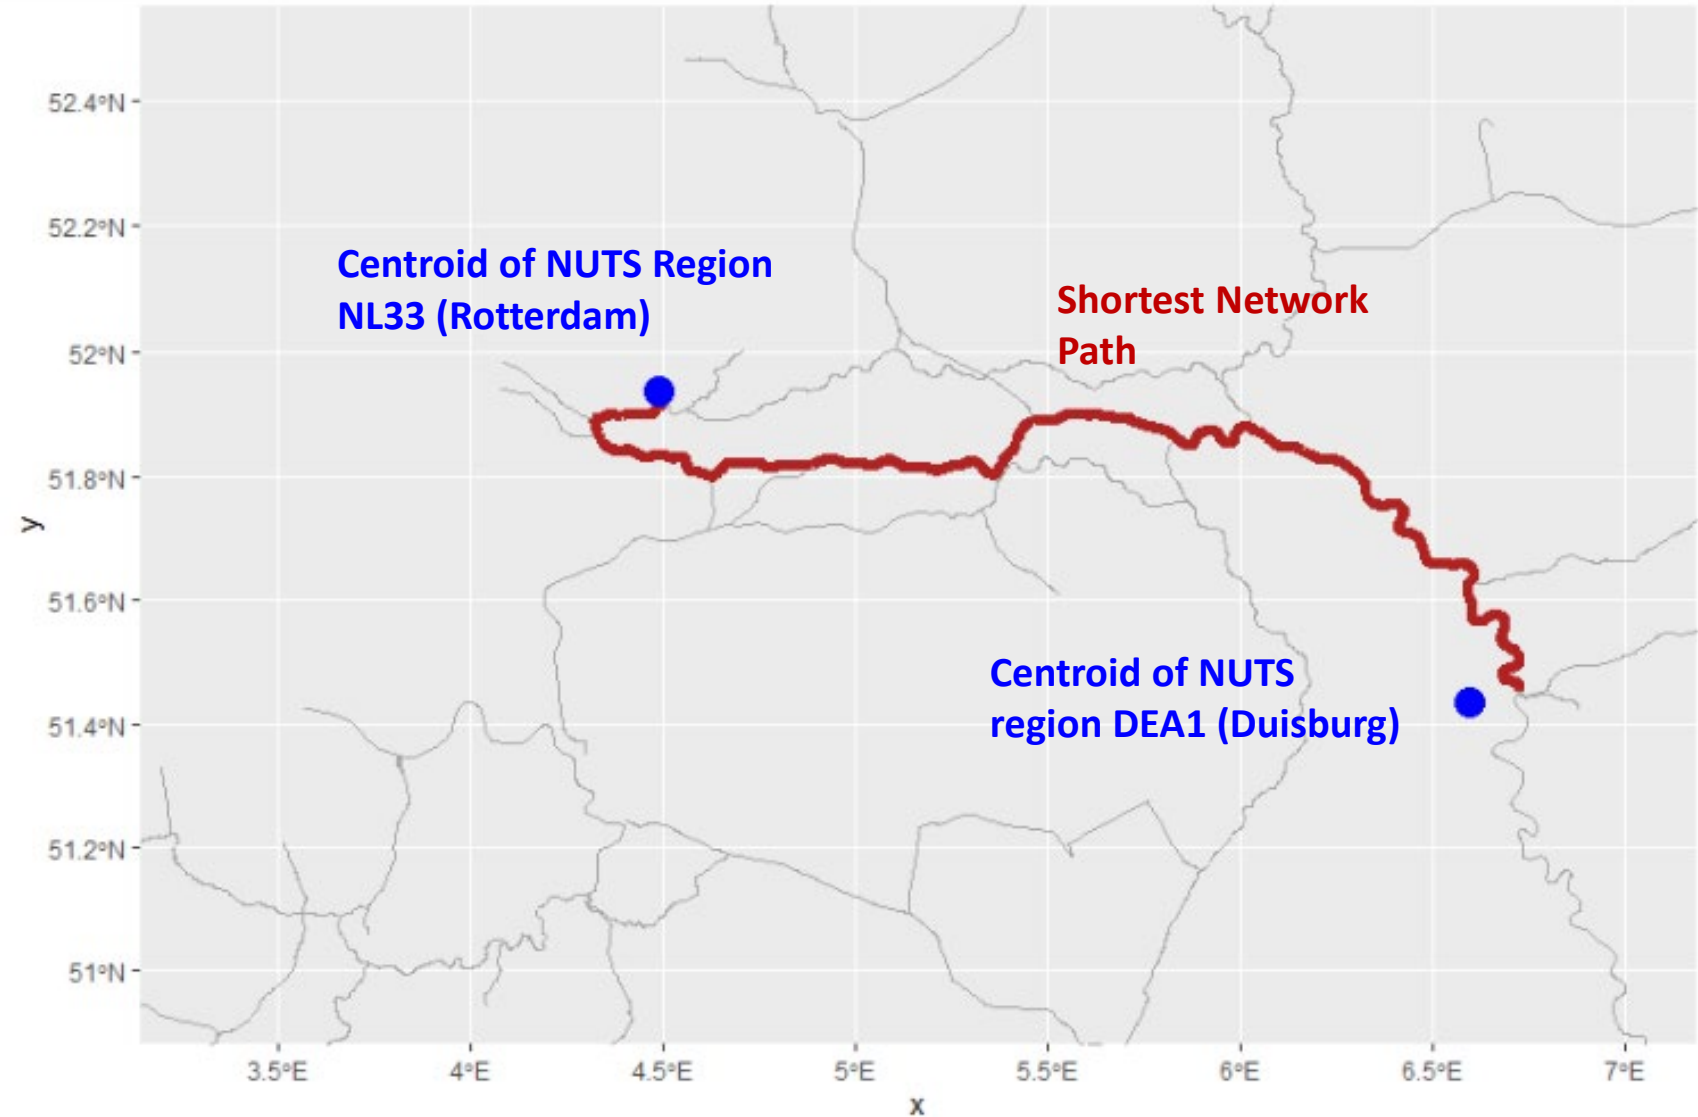 52.4°N
52.2°N
52°N
51.8°N
51.6°N
51.4°N
51.2°N
51°N
y
Centroid of NUTS Region
NL33 (Rotterdam)
Shortest Network
Path
Centroid of NUTS
region DEA1 (Duisburg)
3.5°E
4°E
4.5°E
5°E
5.5°E
6°E
6.5°E
7°E
x